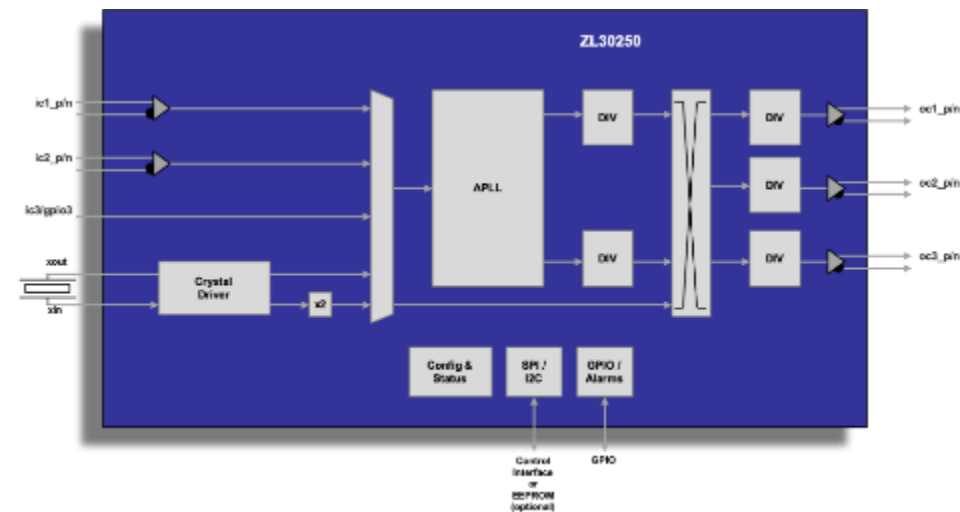 ZL30250
ic1_p/n
ic2_p/n
ic3/gpio3
xout
xin
Crystal
Driver
x2
APLL
DIV
DIV
DIV
DIV
DIV
oc1_p/n
oc2_p/n
oc3_p/n
Config &
Status
SPI /
I2C
GPIO /
Alarms
Control
Interface
or
EEPROM
(optional)
GPIO